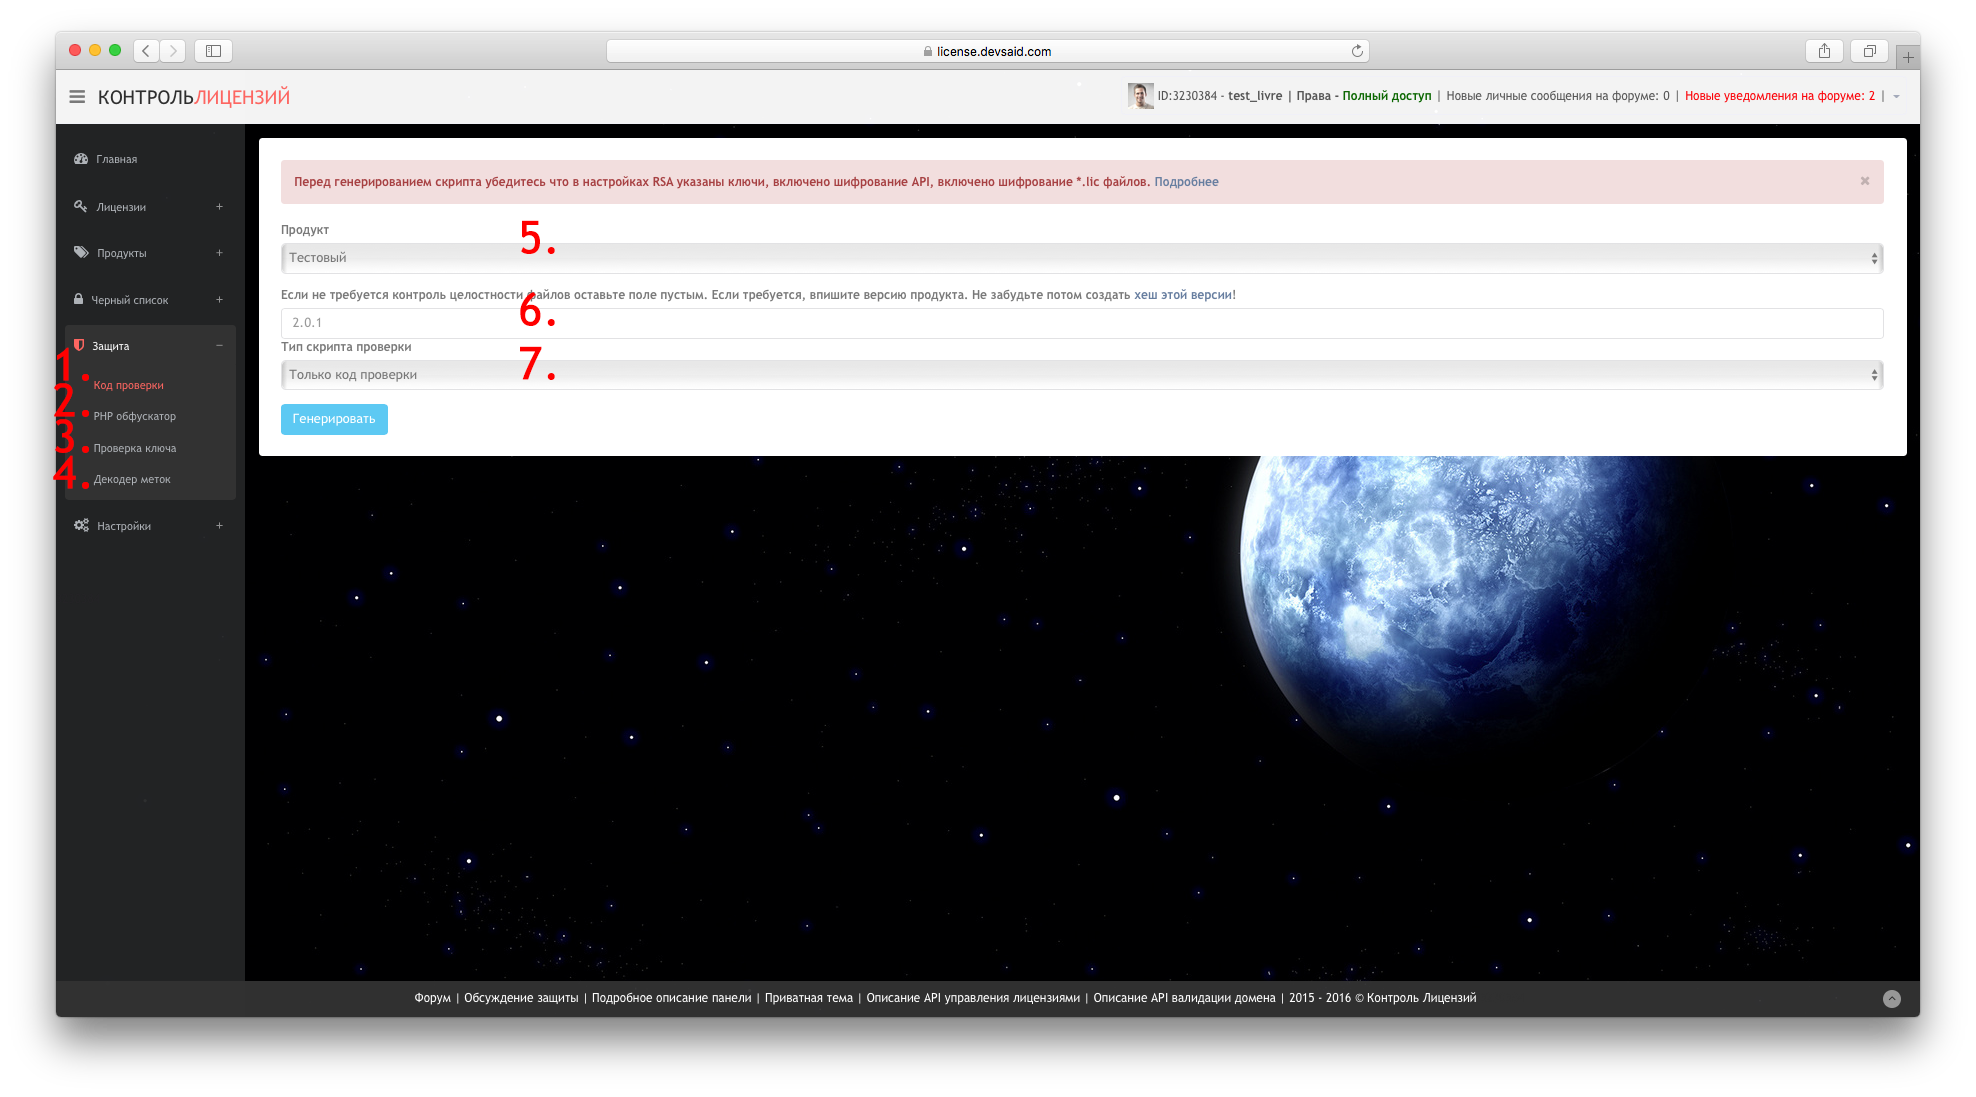 license.devsaid.com
КОНТРОЛЬЛИЦЕНЗИЙ
ID:3230384 - test_livre | Права - Полный доступ | Новые личные сообщения на форуме: 0 | Новые уведомления на форуме: 2 |
Главная
Лицензии +
Продукты +
Черный список +
Защита −
1. Код проверки
2. PHP обфускатор
3. Проверка ключа
4. Декодер меток
Настройки +
Перед генерированием скрипта убедитесь что в настройках RSA указаны ключи, включено шифрование API, включено шифрование *.lic файлов. Подробнее ×
Продукт
5.
Тестовый
Если не требуется контроль целостности файлов оставьте поле пустым. Если требуется, впишите версию продукта. Не забудьте потом создать хеш этой версии!
6.
2.0.1
Тип скрипта проверки
7.
Только код проверки
Генерировать
Форум | Обсуждение защиты | Подробное описание панели | Приватная тема | Описание API управления лицензиями | Описание API валидации домена | 2015 - 2016 © Контроль Лицензий